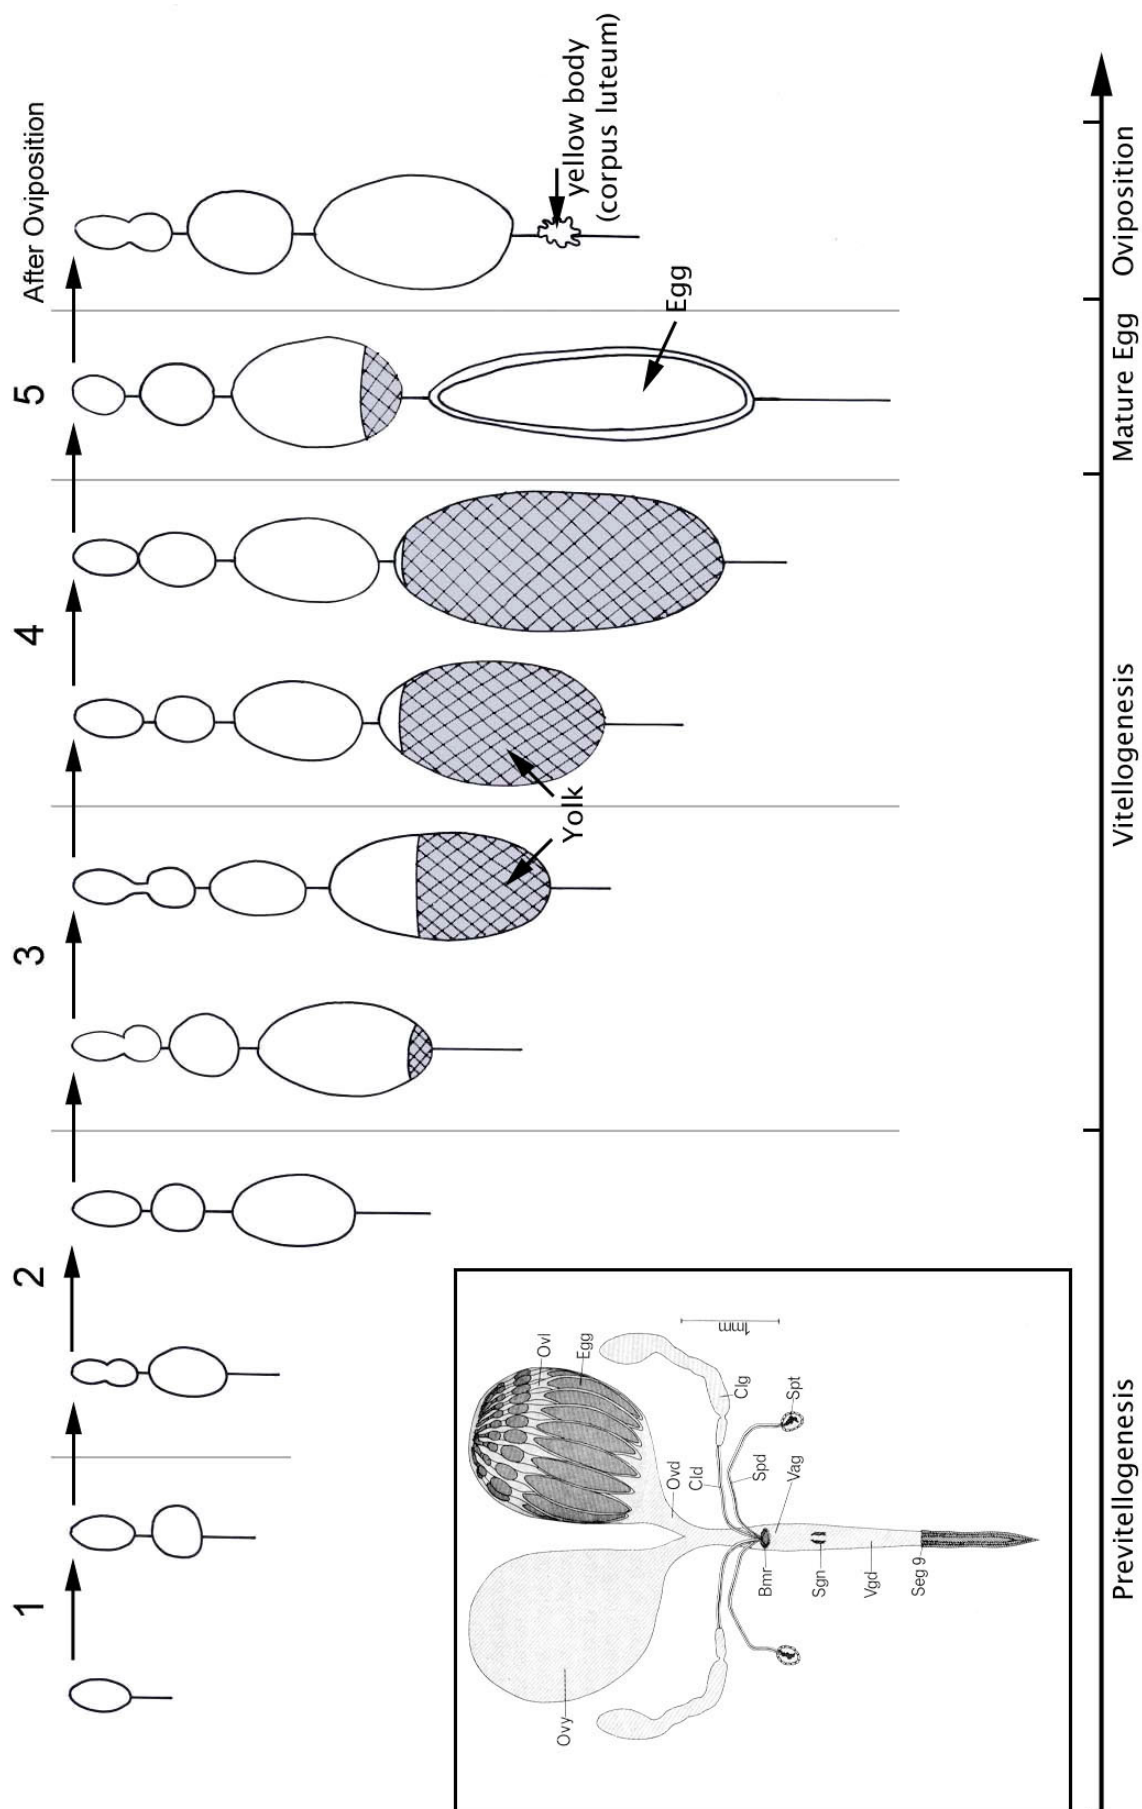 1
2
3
4
5
After Oviposition
Yolk
Egg
yellow body
(corpus luteum)
Ovy
Ovl
Egg
Ovd
Cld
Clg
1mm
Spd
Spt
Bmr
Vag
Sgn
Vgd
Seg 9
Previtellogenesis
Vitellogenesis
Mature Egg
Oviposition